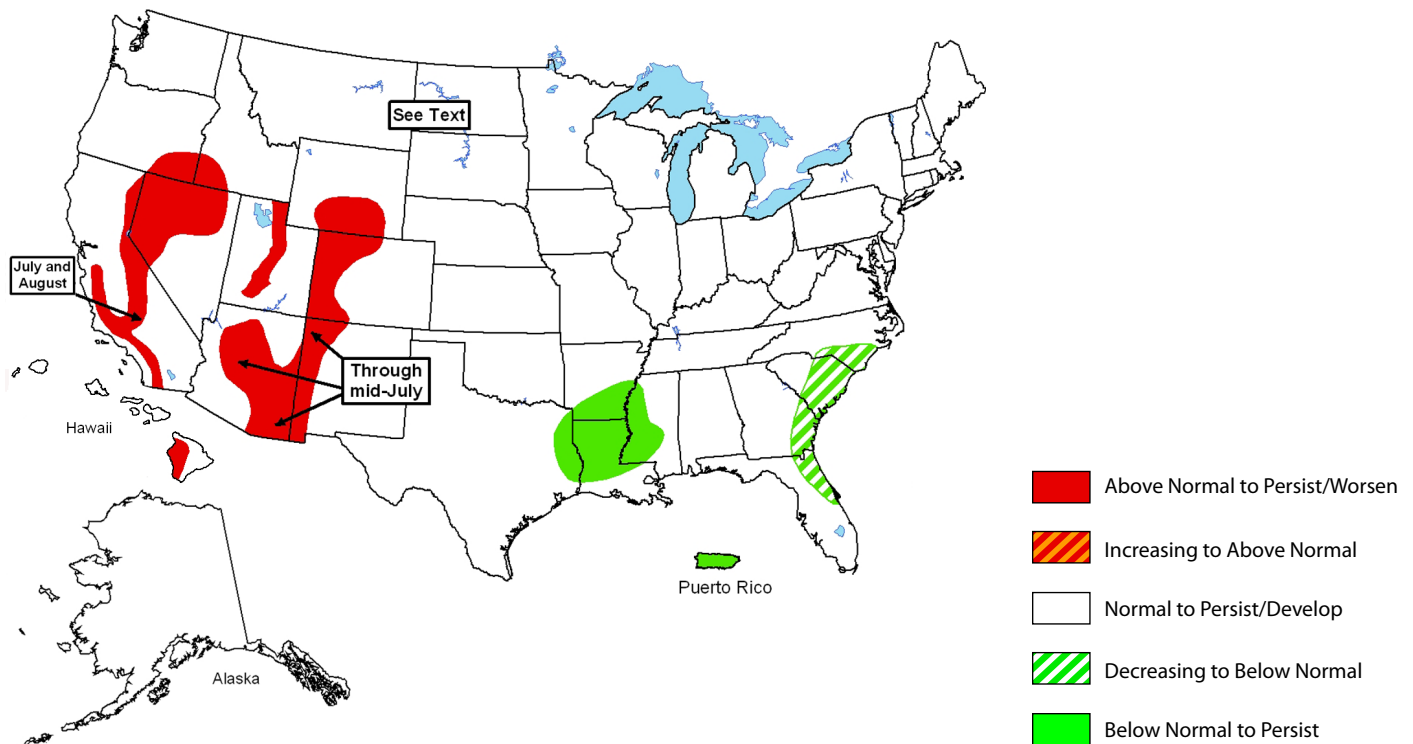 See Text
July and
August
Through
mid-July
Hawaii
Alaska
Puerto Rico
Above Normal to Persist/Worsen
Increasing to Above Normal
Normal to Persist/Develop
Decreasing to Below Normal
Below Normal to Persist